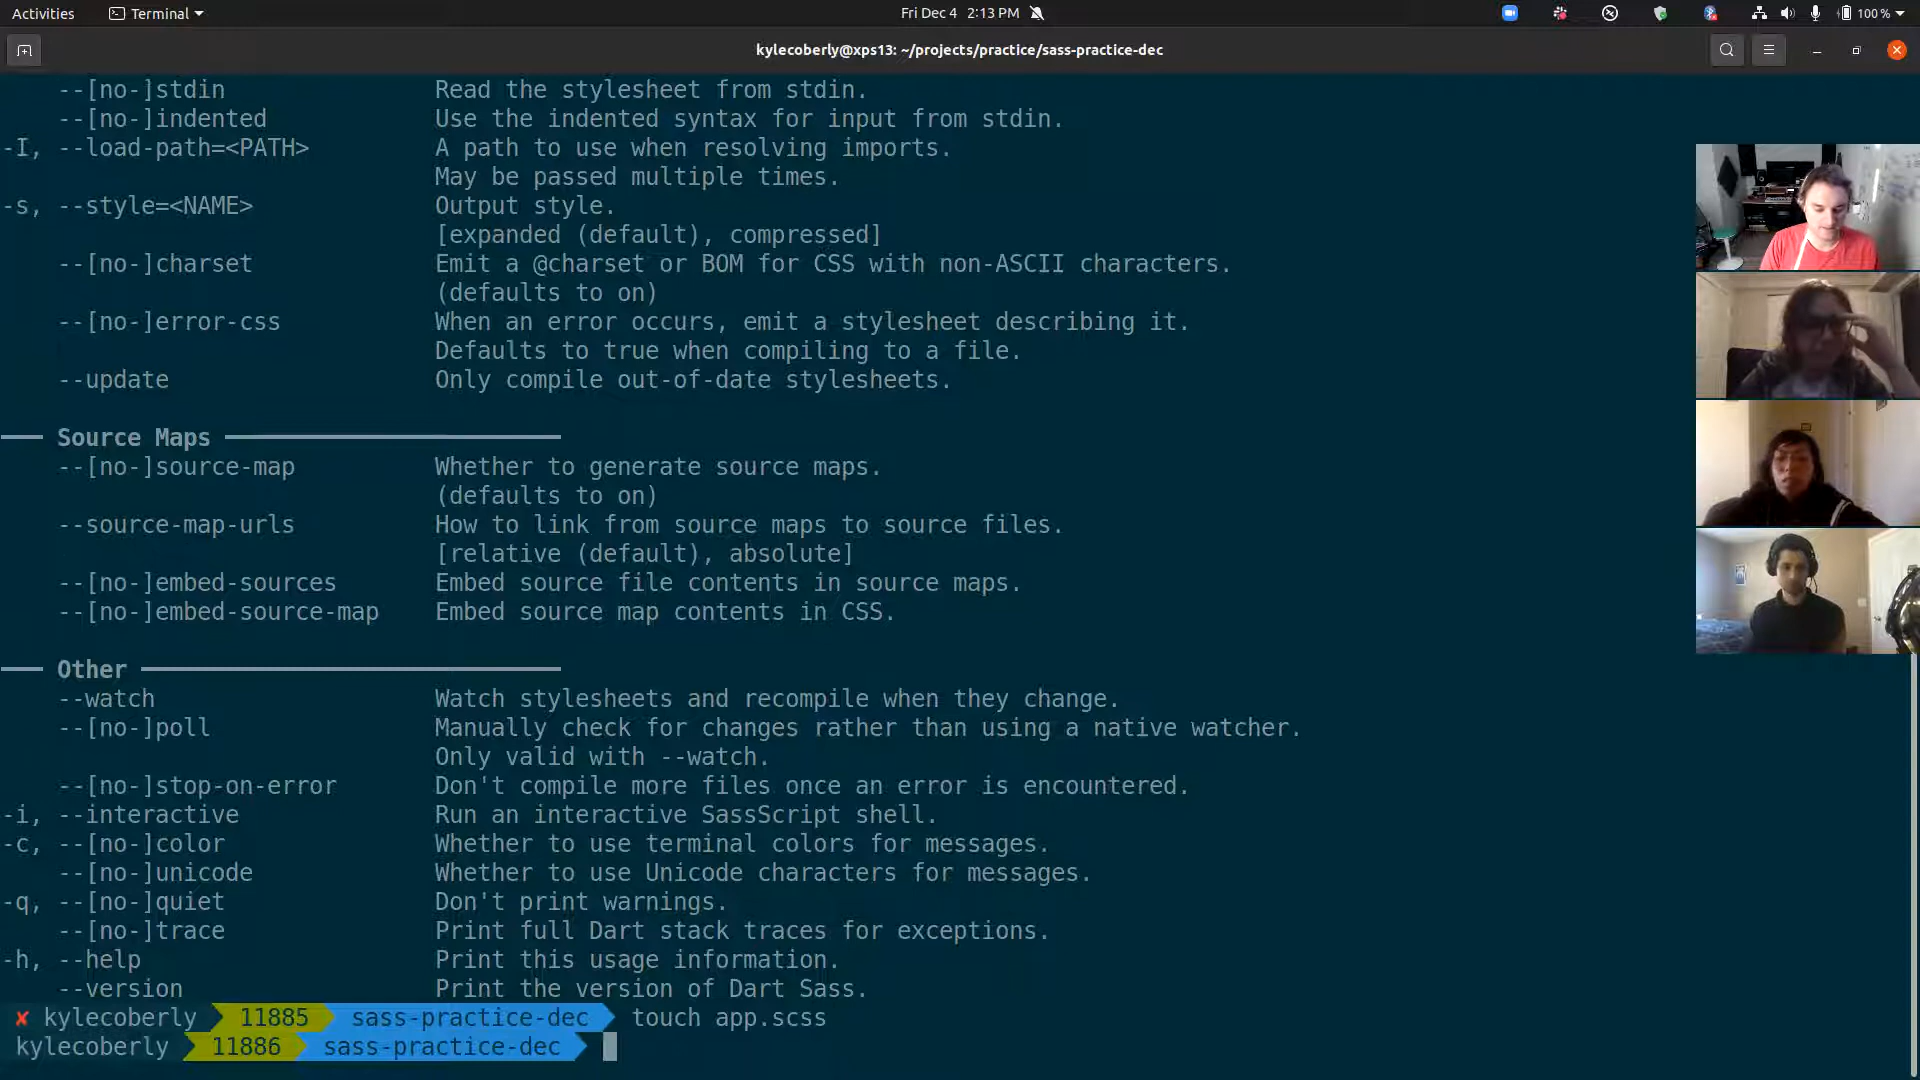 Activities Terminal Fri Dec 4 2:13 PM 100 %
kylecoberly@xps13: ~/projects/practice/sass-practice-dec
--[no-]stdin Read the stylesheet from stdin.
--[no-]indented Use the indented syntax for input from stdin.
-I, --load-path=<PATH> A path to use when resolving imports.
May be passed multiple times.
-s, --style=<NAME> Output style.
[expanded (default), compressed]
--[no-]charset Emit a @charset or BOM for CSS with non-ASCII characters.
(defaults to on)
--[no-]error-css When an error occurs, emit a stylesheet describing it.
Defaults to true when compiling to a file.
--update Only compile out-of-date stylesheets.
Source Maps
--[no-]source-map Whether to generate source maps.
(defaults to on)
--source-map-urls How to link from source maps to source files.
[relative (default), absolute]
--[no-]embed-sources Embed source file contents in source maps.
--[no-]embed-source-map Embed source map contents in CSS.
Other
--watch Watch stylesheets and recompile when they change.
--[no-]poll Manually check for changes rather than using a native watcher.
Only valid with --watch.
--[no-]stop-on-error Don't compile more files once an error is encountered.
-i, --interactive Run an interactive SassScript shell.
-c, --[no-]color Whether to use terminal colors for messages.
--[no-]unicode Whether to use Unicode characters for messages.
-q, --[no-]quiet Don't print warnings.
--[no-]trace Print full Dart stack traces for exceptions.
-h, --help Print this usage information.
--version Print the version of Dart Sass.
✘ kylecoberly 11885 sass-practice-dec touch app.scss
kylecoberly 11886 sass-practice-dec